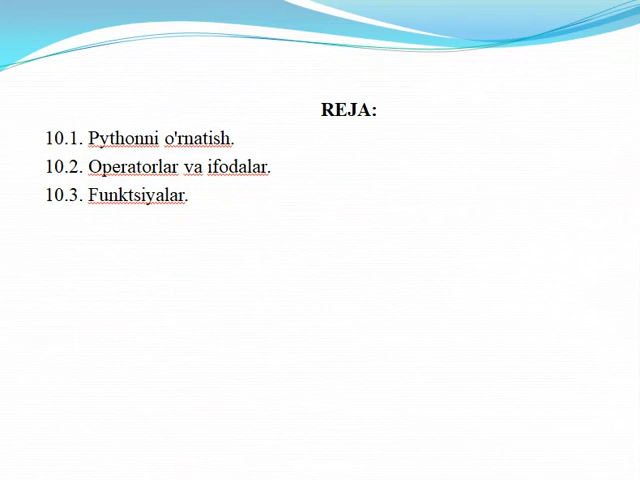 REJA:
10.1. Pythonni o'rnatish.
10.2. Operatorlar va ifodalar.
10.3. Funktsiyalar.